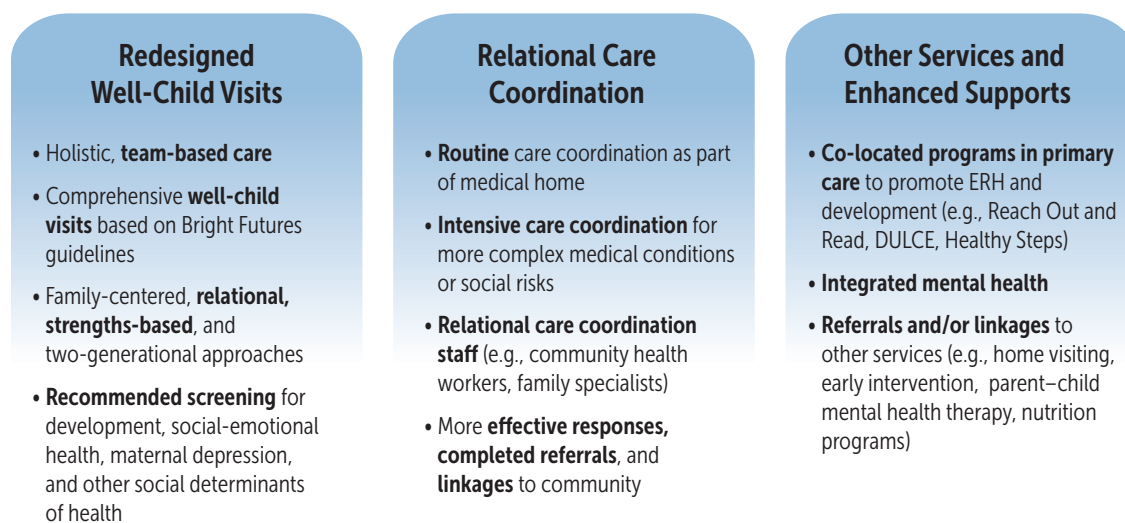 Redesigned
Well-Child Visits
• Holistic, team-based care
• Comprehensive well-child
visits based on Bright Futures
guidelines
• Family-centered, relational,
strengths-based, and
two-generational approaches
• Recommended screening for
development, social-emotional
health, maternal depression,
and other social determinants
of health
Relational Care
Coordination
• Routine care coordination as part
of medical home
• Intensive care coordination for
more complex medical conditions
or social risks
• Relational care coordination
staff (e.g., community health
workers, family specialists)
• More effective responses,
completed referrals, and
linkages to community
Other Services and
Enhanced Supports
• Co-located programs in primary
care to promote ERH and
development (e.g., Reach Out and
Read, DULCE, Healthy Steps)
• Integrated mental health
• Referrals and/or linkages to
other services (e.g., home visiting,
early intervention, parent–child
mental health therapy, nutrition
programs)